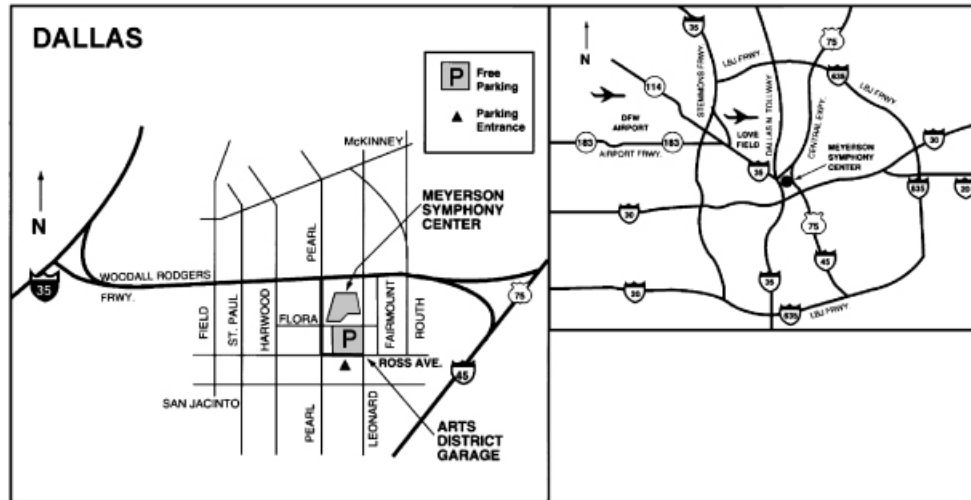 DALLAS
P
Free
Parking
Parking
Entrance
McKINNEY
MEYERSON
SYMPHONY
CENTER
N
PEARL
WOODALL RODGERS
FRWY.
35
75
FIELD
ST. PAUL
HARWOOD
FLORA
FAIRMOUNT
ROUTH
P
ROSS AVE.
45
SAN JACINTO
PEARL
LEONARD
ARTS
DISTRICT
GARAGE
N
35
75
LBJ FRWY
635
LBJ FRWY
STEMMONS FRWY
114
DALLAS N. TOLLWAY
CENTRAL EXPY.
DFW
AIRPORT
LOVE
FIELD
183
183
AIRPORT FRWY.
MEYERSON
SYMPHONY
CENTER
30
35
635
20
30
75
45
20
35
635
LBJ FRWY